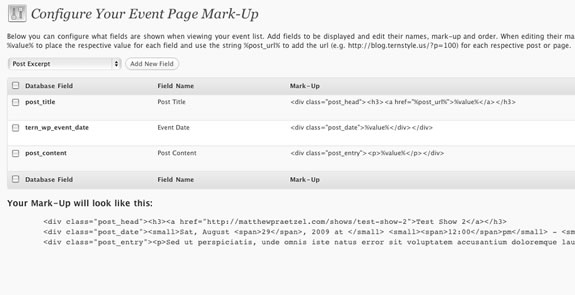 Configure Your Event Page Mark-Up
Below you can configure what fields are shown when viewing your event list. Add fields to be displayed and edit their names, mark-up and order. When editing their ma
%value% to place the respective value for each field and use the string %post_url% to add the url (e.g. http://blog.ternstyle.us/?p=100) for each respective post or page.
Post Excerpt Add New Field
Database Field Field Name Mark-Up
post_title Post Title <div class="post_head"><h3><a href="%post_url%">%value%</a></h3>
tern_wp_event_date Event Date <div class="post_date">%value%</div></div>
post_content Post Content <div class="post_entry"><p>%value%</p></div>
Database Field Field Name Mark-Up
Your Mark-Up will look like this:
<div class="post_head"><h3><a href="http://matthewpraetzel.com/shows/test-show-2">Test Show 2</a></h3>
<div class="post_date"><small>Sat, August <span>29</span>, 2009 at </small> <small><span>12:00</span>pm</small> - <sm
<div class="post_entry"><p>Sed ut perspiciatis, unde omnis iste natus error sit voluptatem accusantium doloremque lau